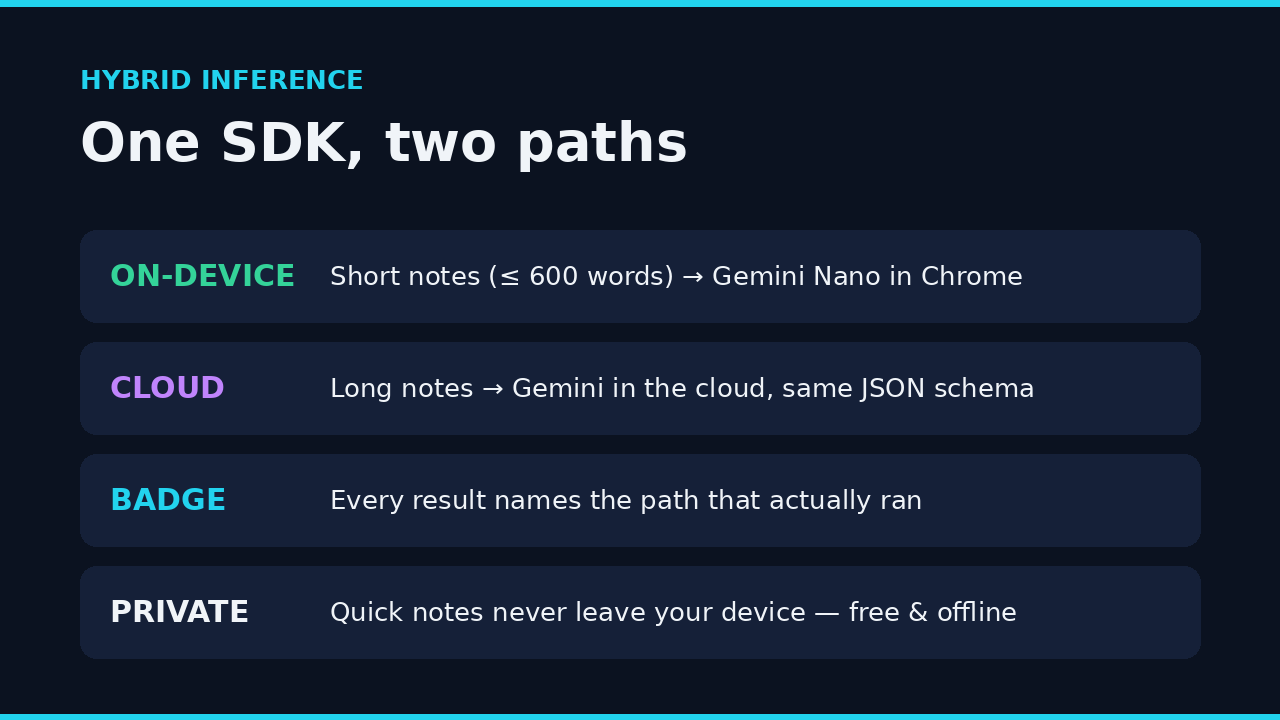 HYBRID INFERENCE
One SDK, two paths
ON-DEVICE Short notes (≤ 600 words) → Gemini Nano in Chrome
CLOUD Long notes → Gemini in the cloud, same JSON schema
BADGE Every result names the path that actually ran
PRIVATE Quick notes never leave your device — free & offline